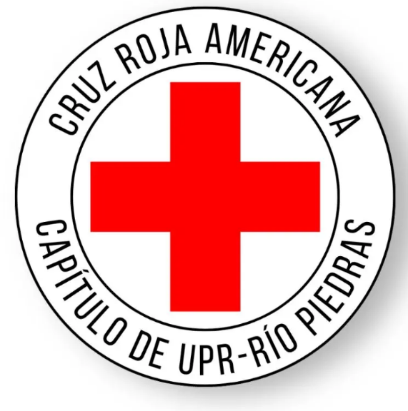 CRUZ ROJA AMERICANA
CAPÍTULO DE UPR-RÍO PIEDRAS